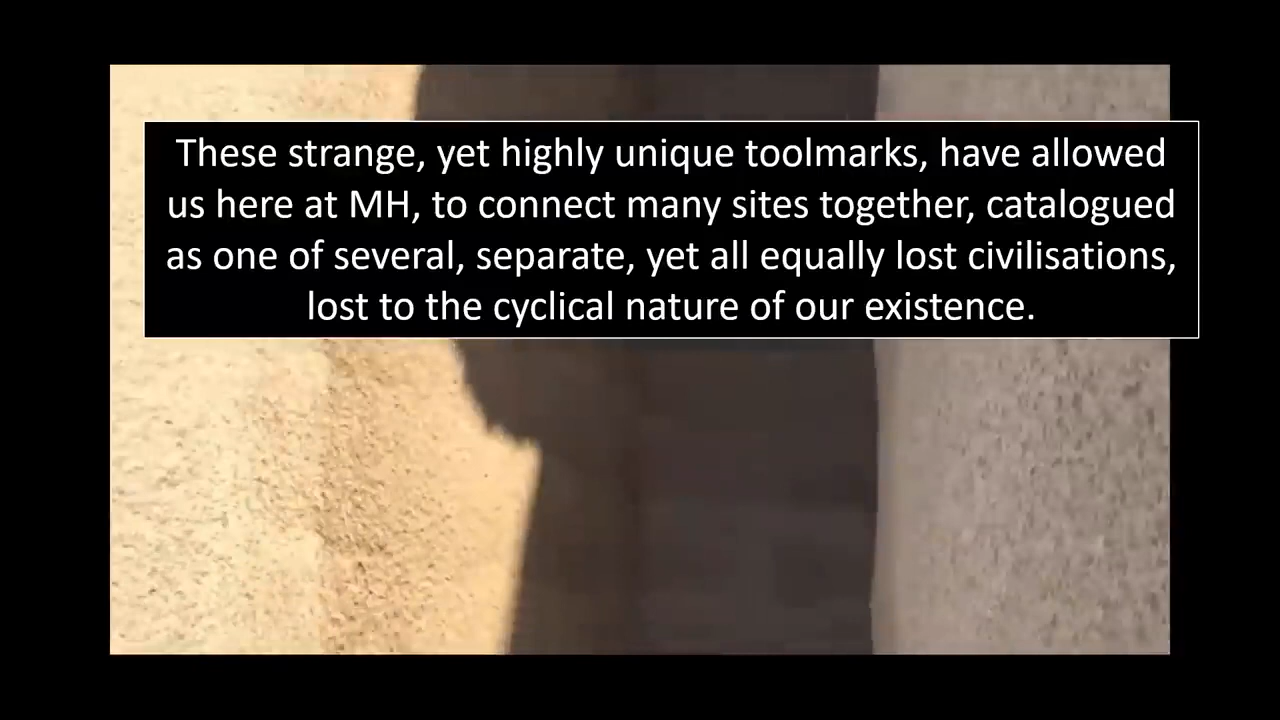 These strange, yet highly unique toolmarks, have allowed
us here at MH, to connect many sites together, catalogued
as one of several, separate, yet all equally lost civilisations,
lost to the cyclical nature of our existence.